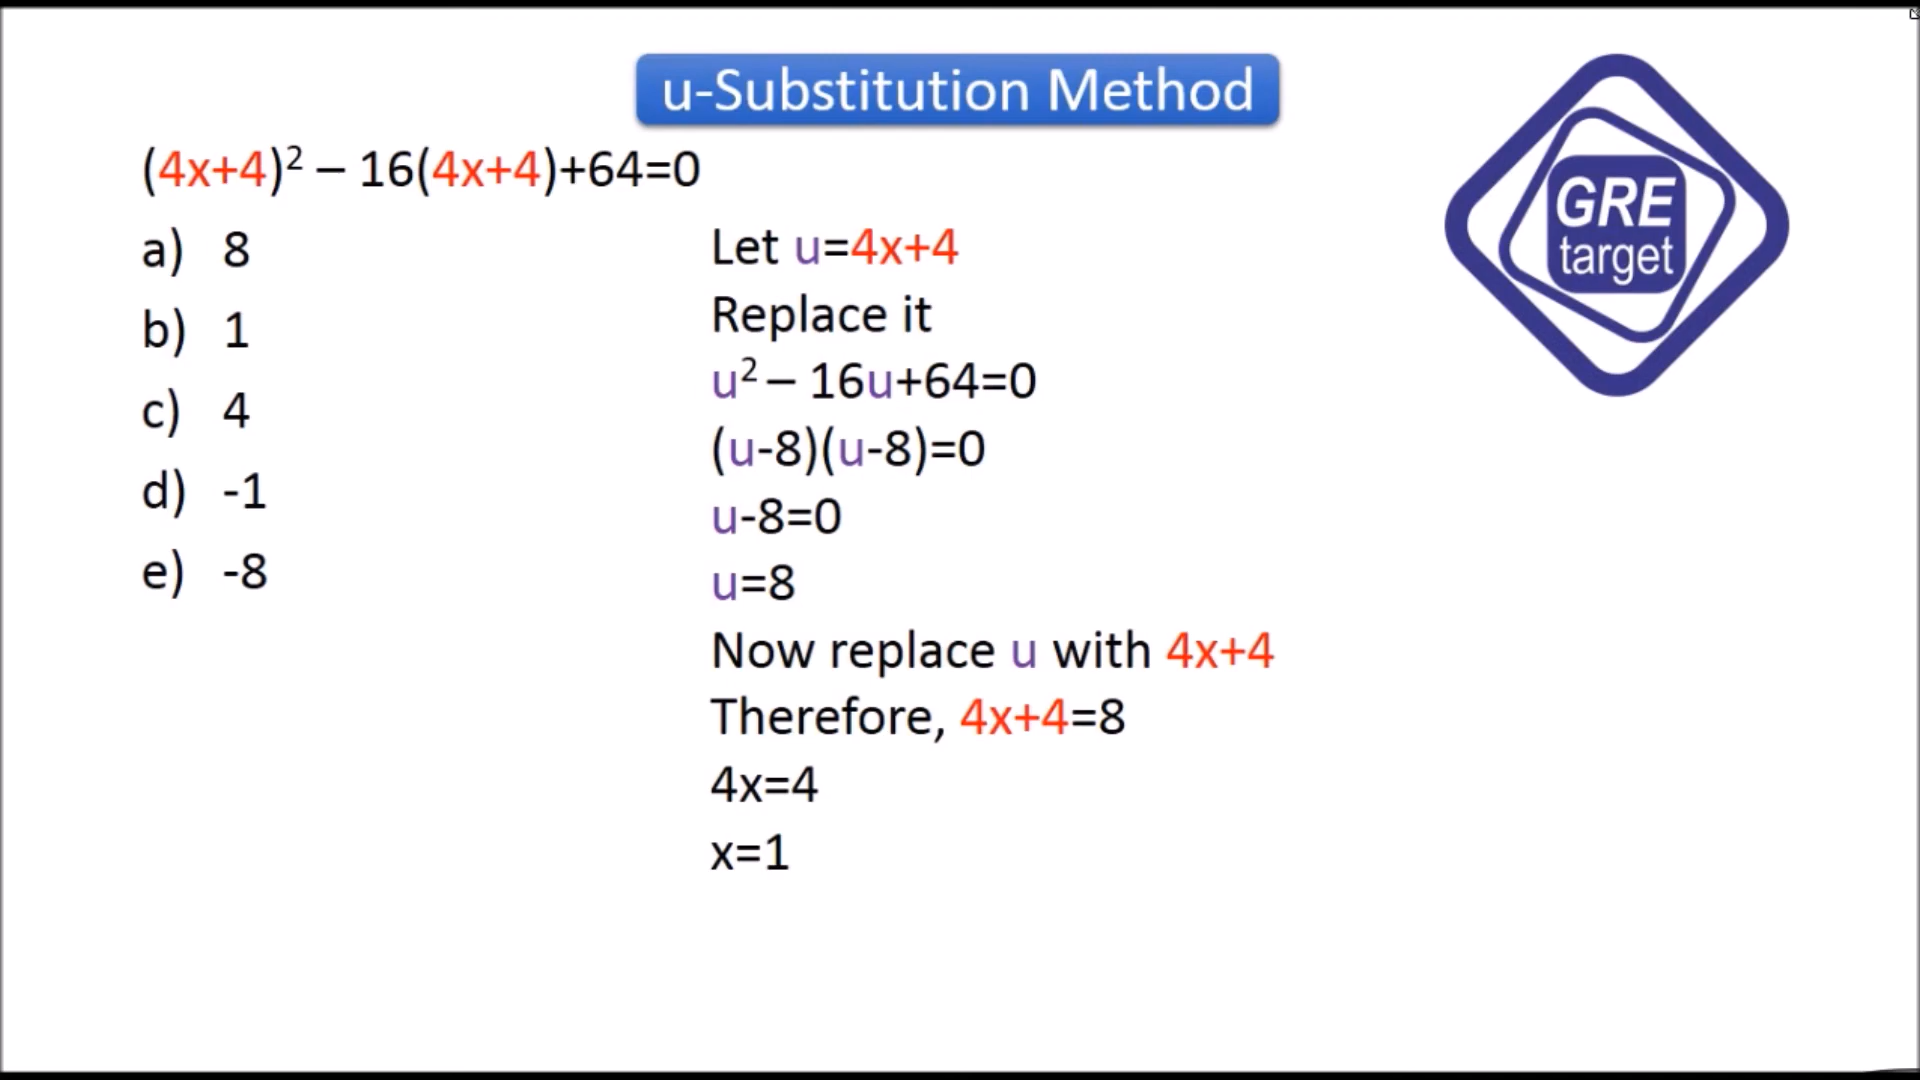 u-Substitution Method
(4x+4)² – 16(4x+4)+64=0
a) 8
b) 1
c) 4
d) -1
e) -8
Let u=4x+4
Replace it
u² – 16u+64=0
(u-8)(u-8)=0
u-8=0
u=8
Now replace u with 4x+4
Therefore, 4x+4=8
4x=4
x=1
GRE
target